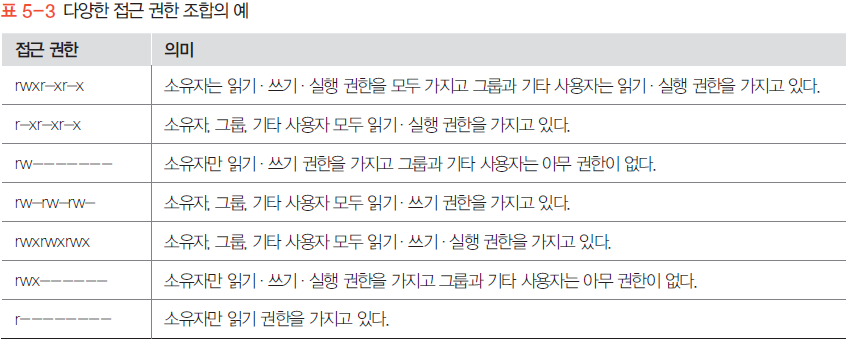 표 5-3 다양한 접근 권한 조합의 예
접근 권한 의미
rwxr-xr-x 소유자는 읽기·쓰기·실행 권한을 모두 가지고 그룹과 기타 사용자는 읽기·실행 권한을 가지고 있다.
r-xr-xr-x 소유자, 그룹, 기타 사용자 모두 읽기·실행 권한을 가지고 있다.
rw------- 소유자만 읽기·쓰기 권한을 가지고 그룹과 기타 사용자는 아무 권한이 없다.
rw-rw-rw- 소유자, 그룹, 기타 사용자 모두 읽기·쓰기 권한을 가지고 있다.
rwxrwxrwx 소유자, 그룹, 기타 사용자 모두 읽기·쓰기·실행 권한을 가지고 있다.
rwx------ 소유자만 읽기·쓰기·실행 권한을 가지고 그룹과 기타 사용자는 아무 권한이 없다.
r-------- 소유자만 읽기 권한을 가지고 있다.